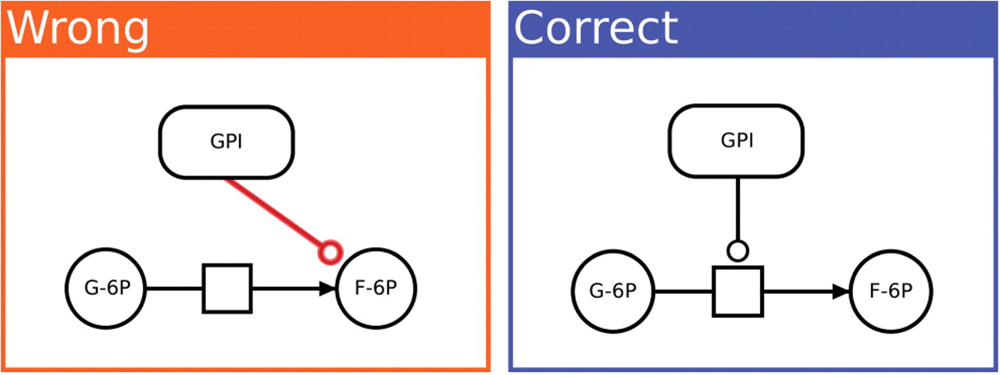 Wrong
GPI
G-6P
F-6P
Correct
GPI
G-6P
F-6P